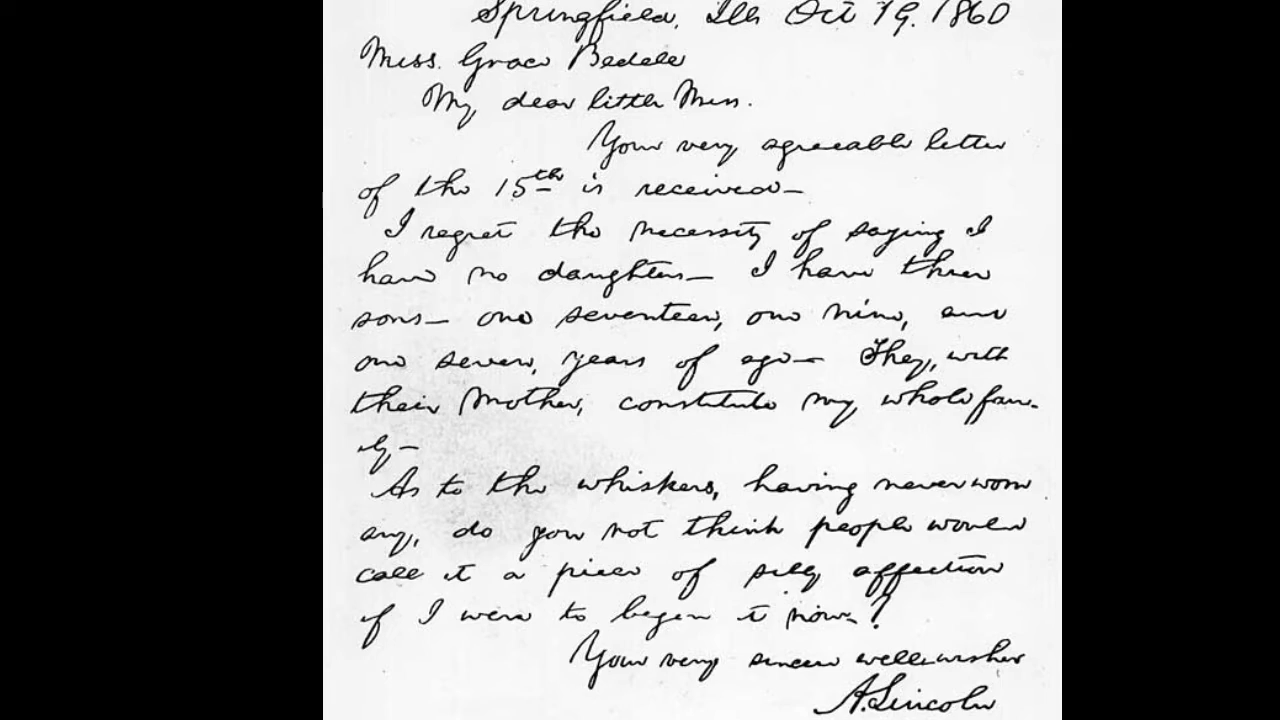 Springfield, Ills Oct 19. 1860
Miss. Grace Bedell
My dear little Miss.
Your very agreeable letter
of the 15th is received—
I regret the necessity of saying I
have no daughters— I have three
sons— one seventeen, one nine, and
one seven, years of age— They, with
their mother, constitute my whole fam-
ily—
As to the whiskers, having never worn
any, do you not think people would
call it a piece of silly affection
if I were to begin it now?
Your very sincere well-wisher
A. Lincoln